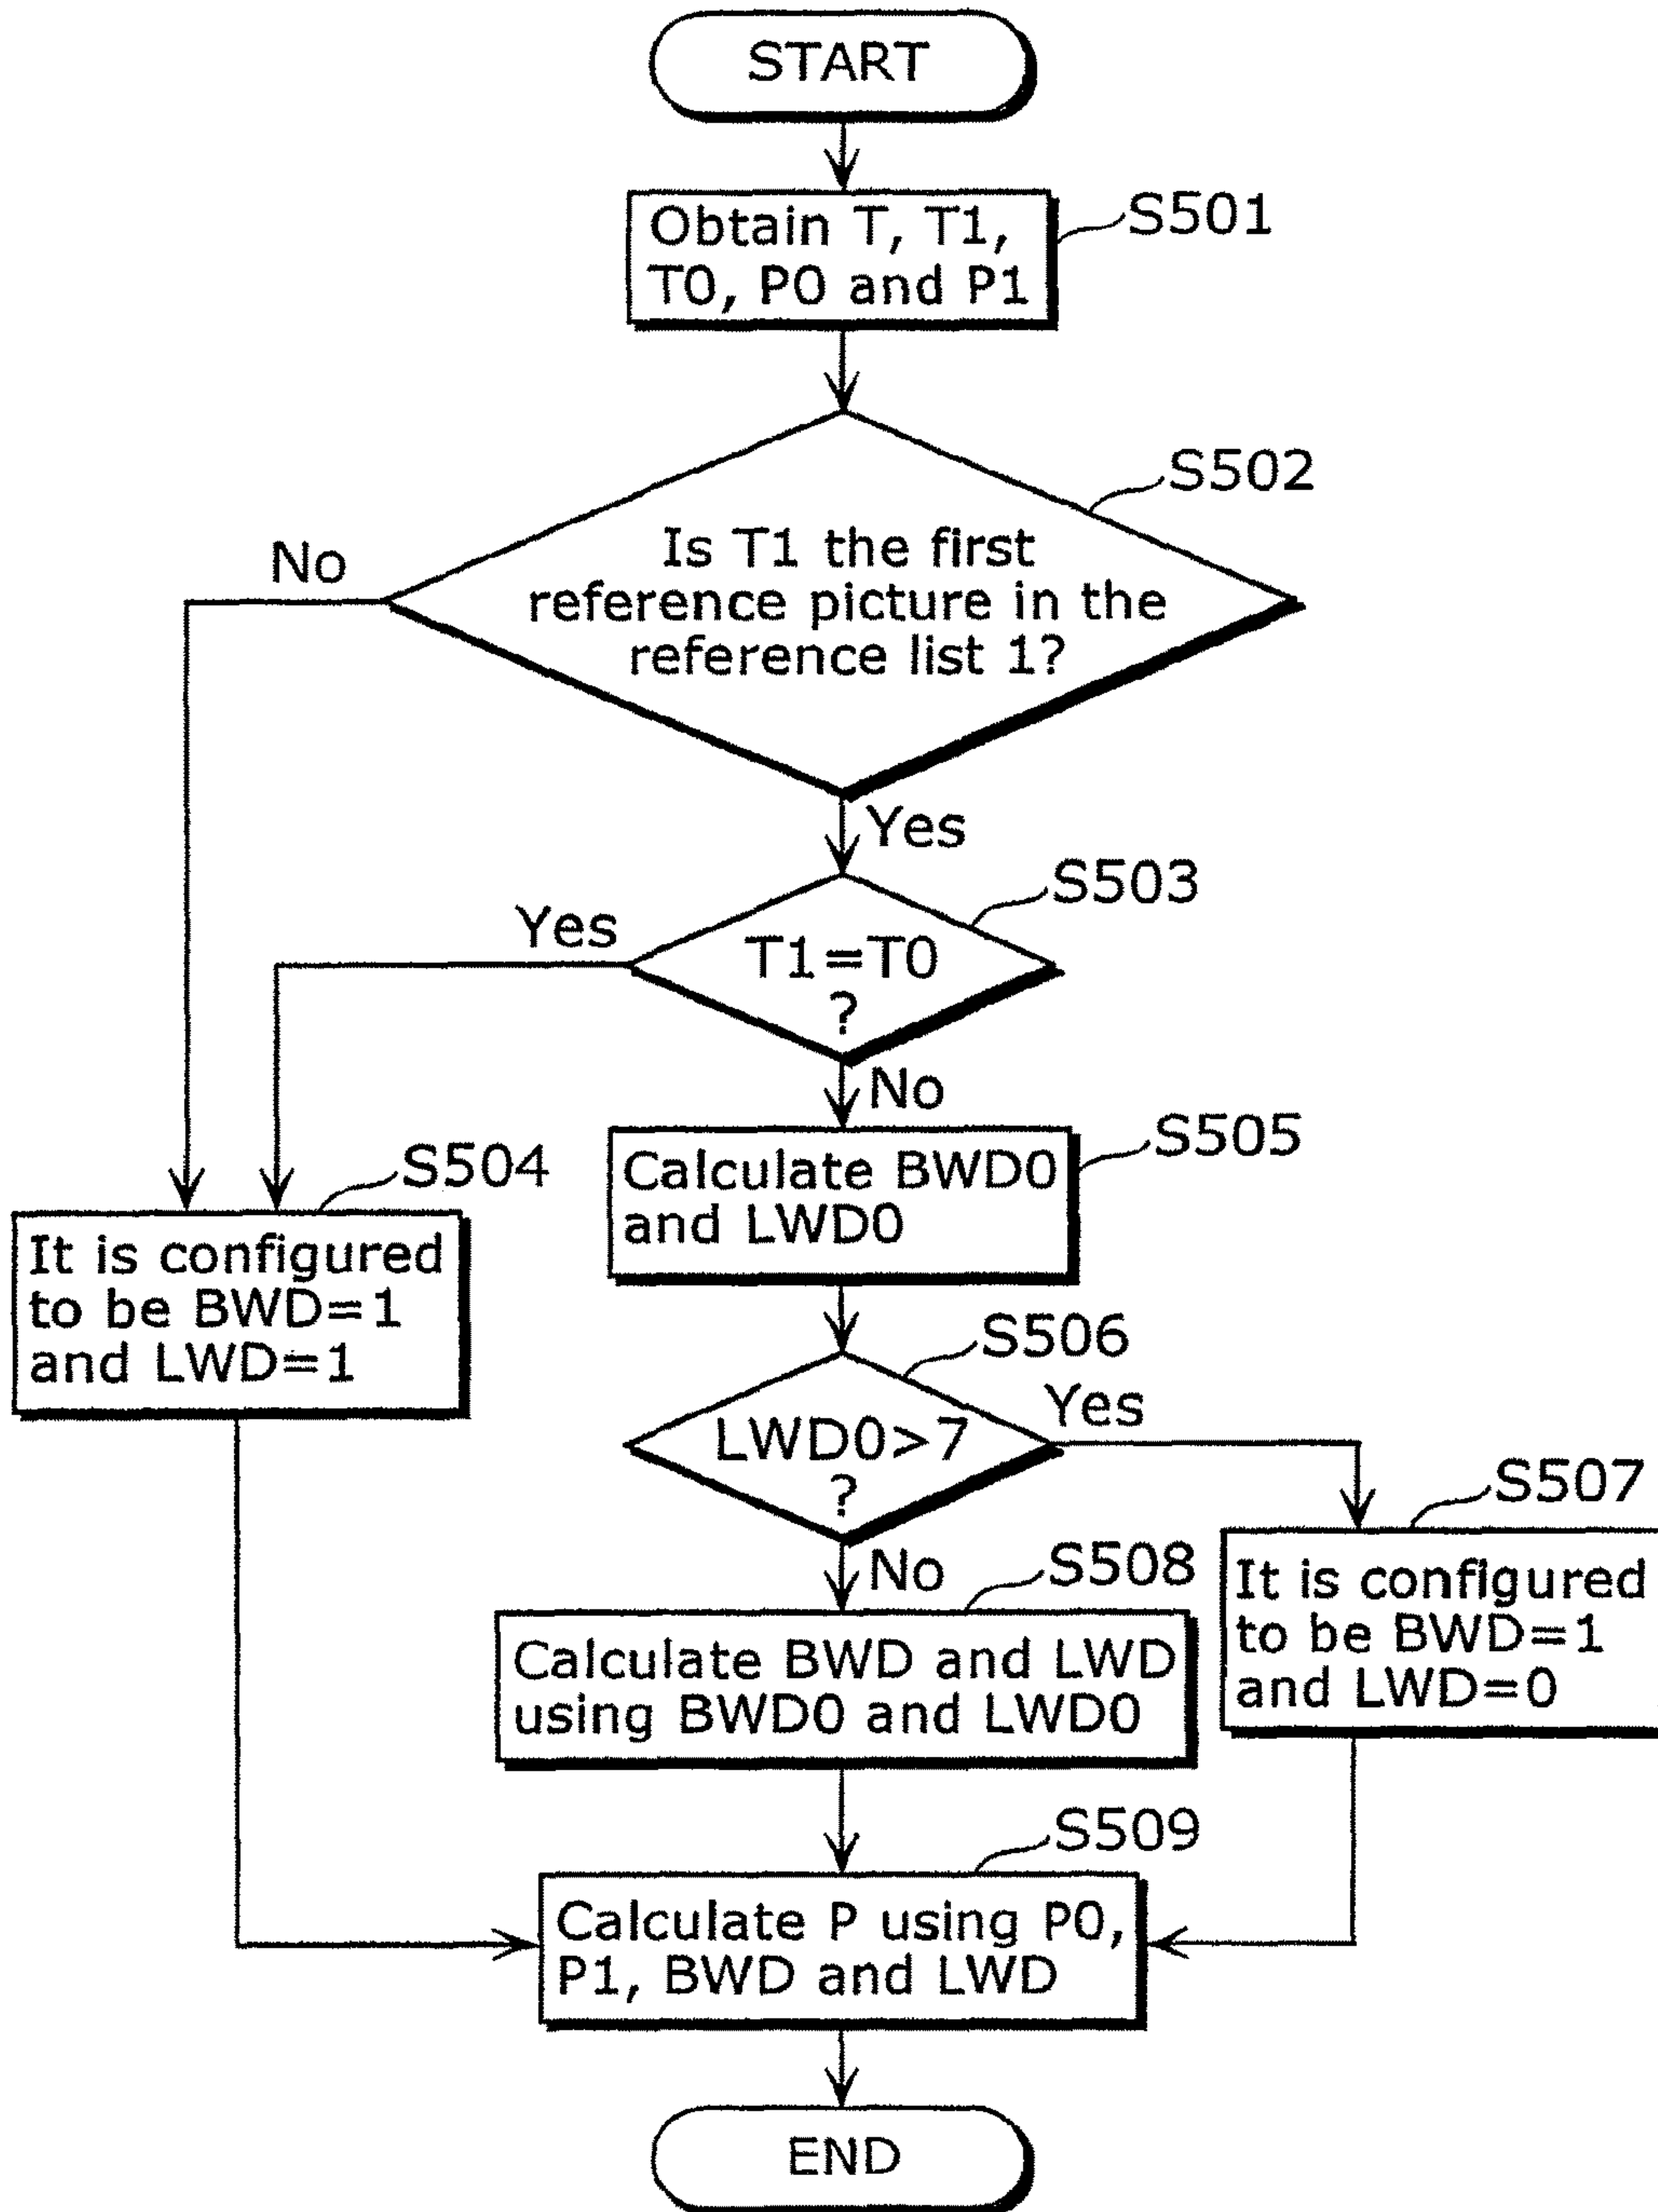 START
Obtain T, T1,
T0, P0 and P1
S501
S502
Is T1 the first
reference picture in the
reference list 1?
No
Yes
S503
Yes
T1=T0
?
No
S505
Calculate BWD0
and LWD0
S504
It is configured
to be BWD=1
and LWD=1
S506
LWD0>7
?
Yes
No
S507
It is configured
to be BWD=1
and LWD=0
S508
Calculate BWD and LWD
using BWD0 and LWD0
S509
Calculate P using P0,
P1, BWD and LWD
END